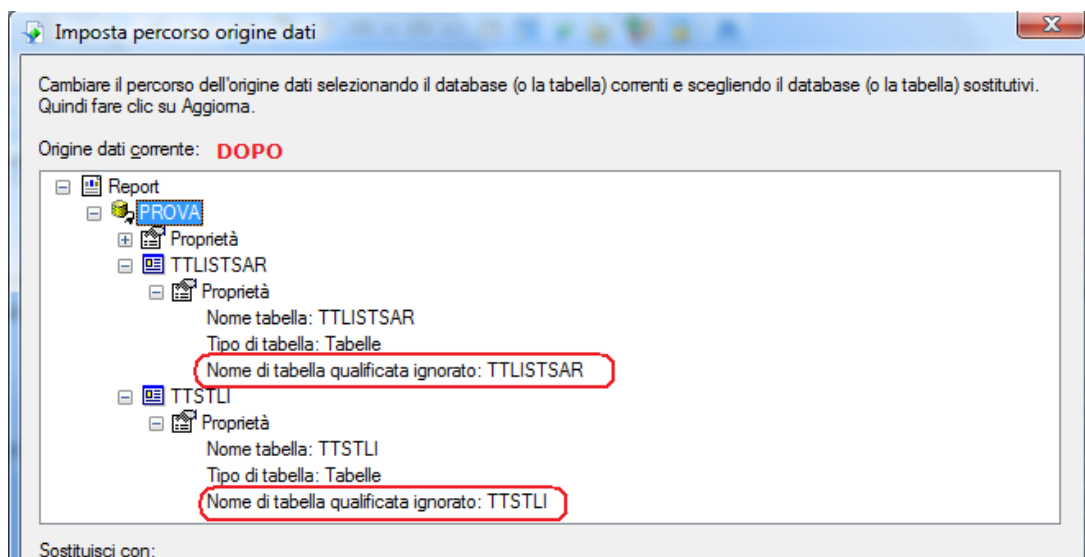 Imposta percorso origine dati
Cambiare il percorso dell'origine dati selezionando il database (o la tabella) correnti e scegliendo il database (o la tabella) sostitutivi.
Quindi fare clic su Aggiorna.
Origine dati corrente: DOPO
Report
PROVA
Proprietà
TTLISTSAR
Proprietà
Nome tabella: TTLISTSAR
Tipo di tabella: Tabelle
Nome di tabella qualificata ignorato: TTLISTSAR
TTSTLI
Proprietà
Nome tabella: TTSTLI
Tipo di tabella: Tabelle
Nome di tabella qualificata ignorato: TTSTLI
Sostituisci con: